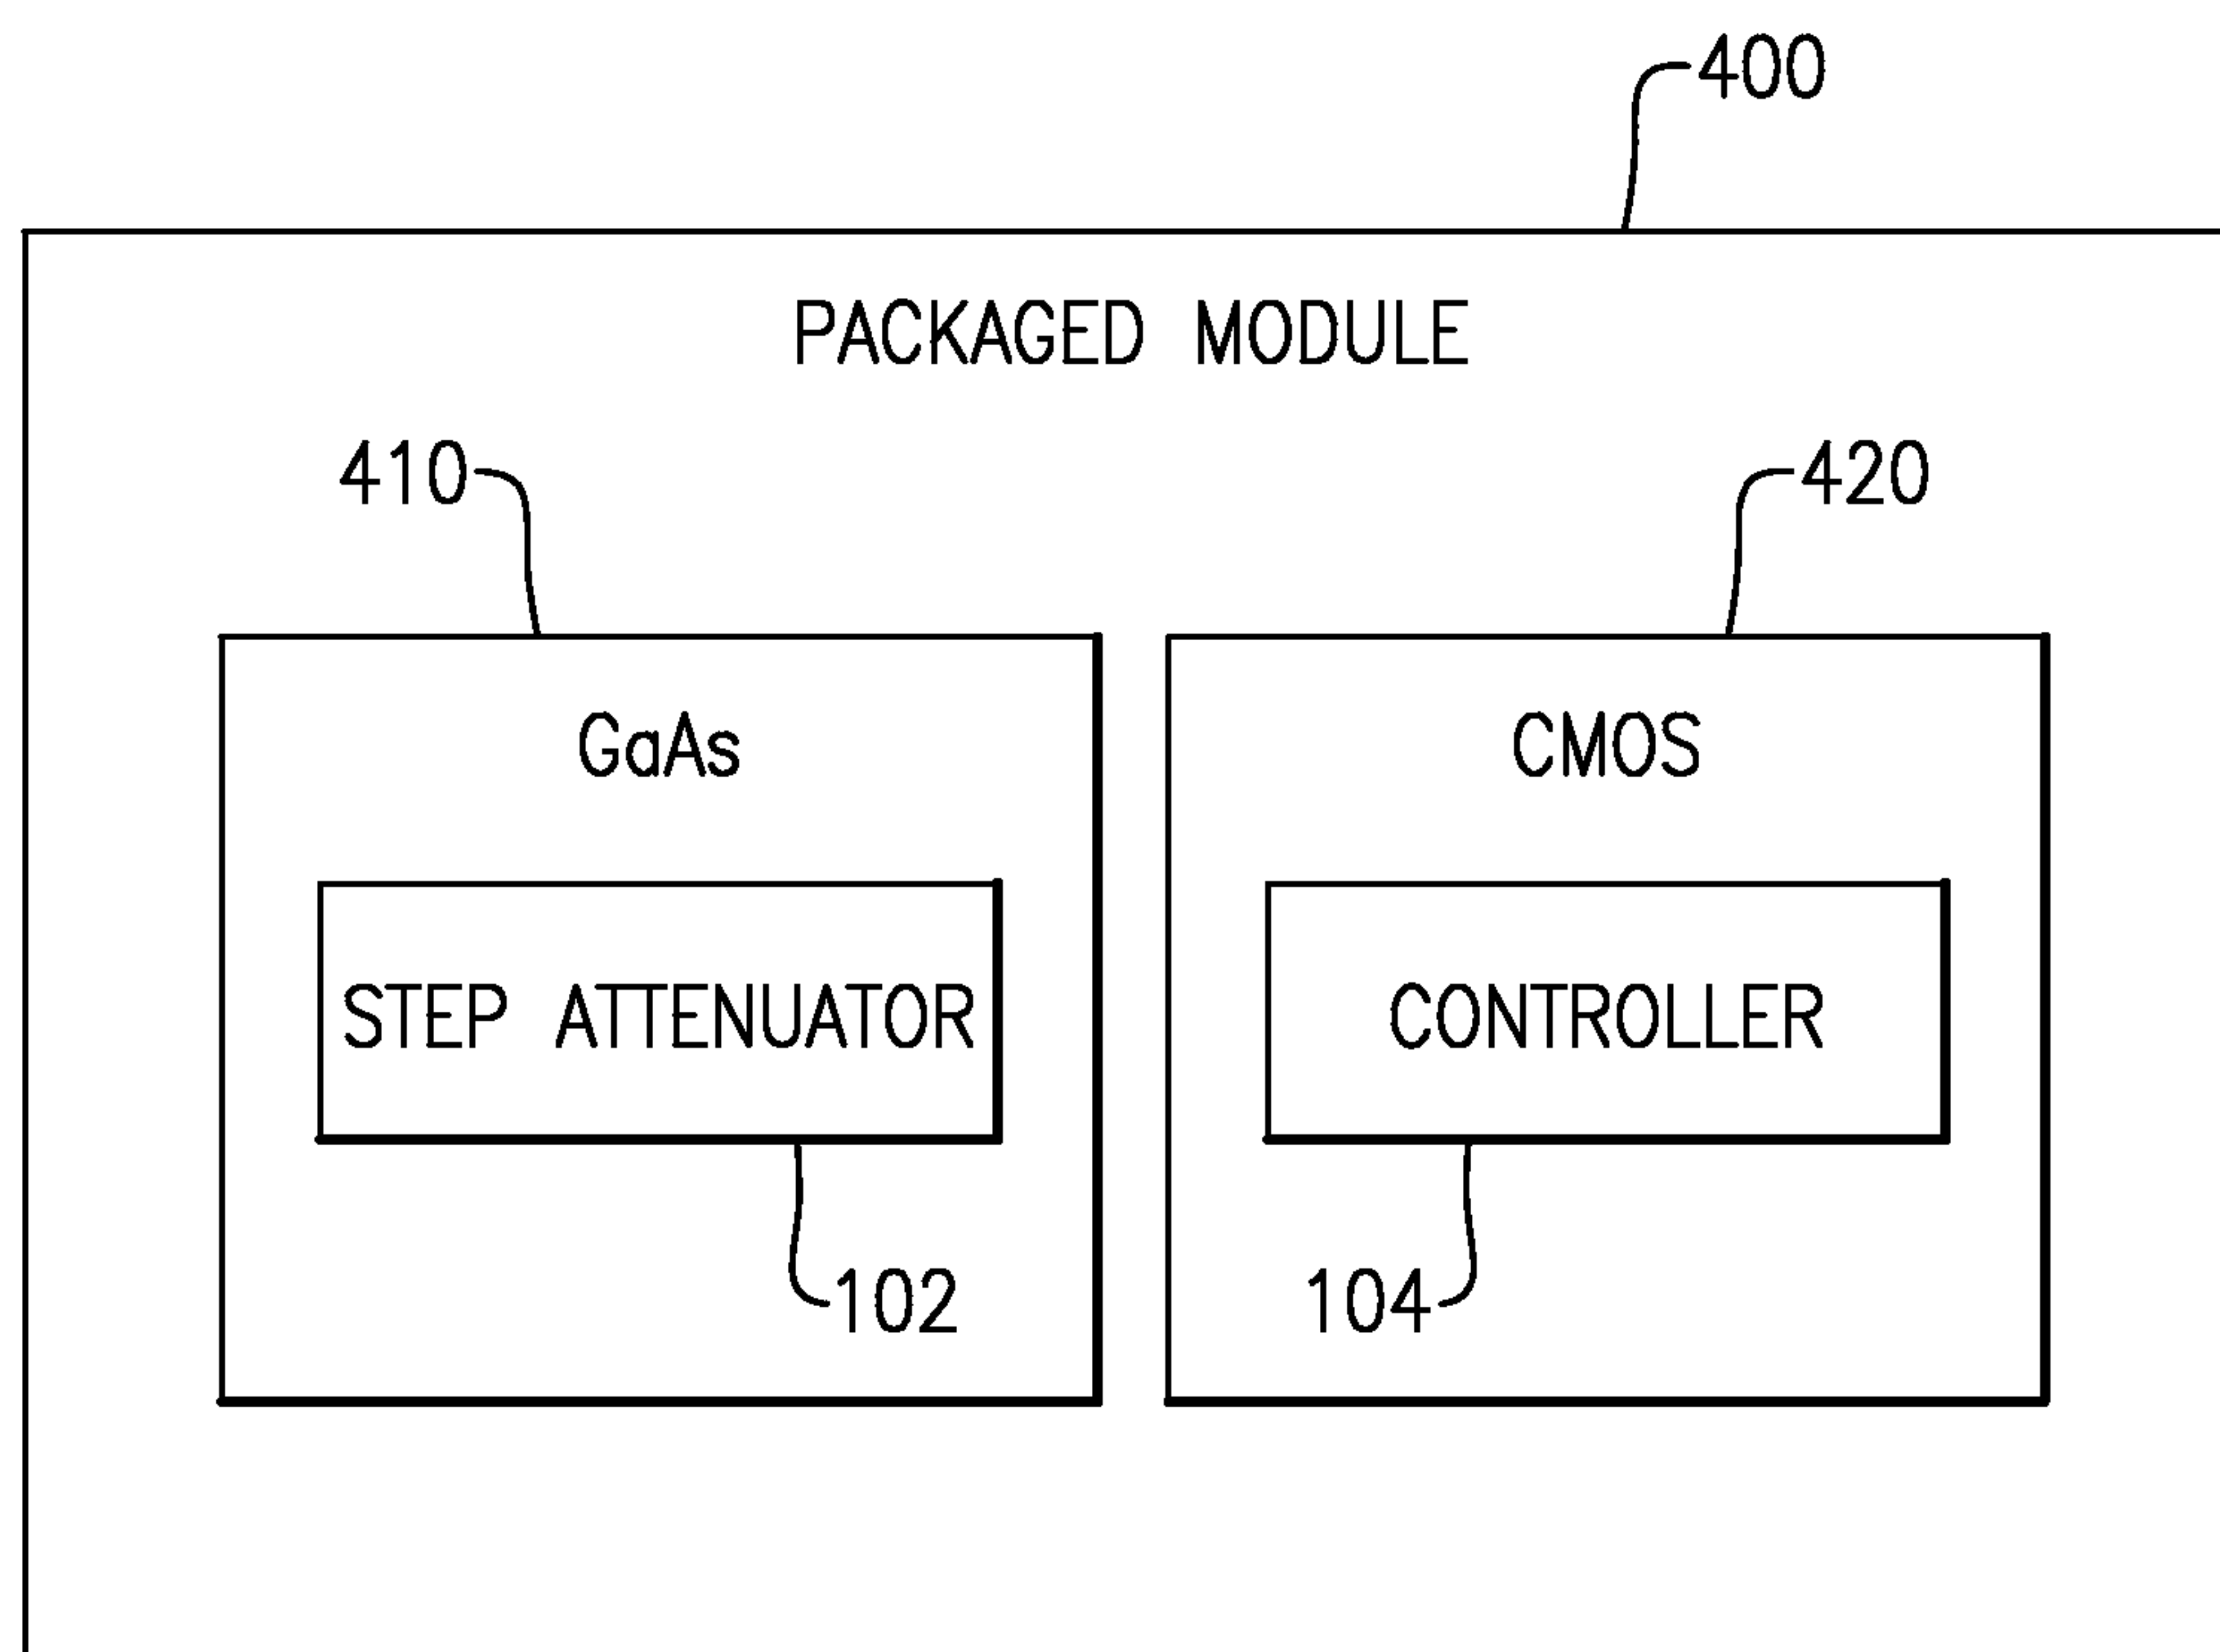 400
PACKAGED MODULE
410
420
GaAs
CMOS
STEP ATTENUATOR
CONTROLLER
102
104